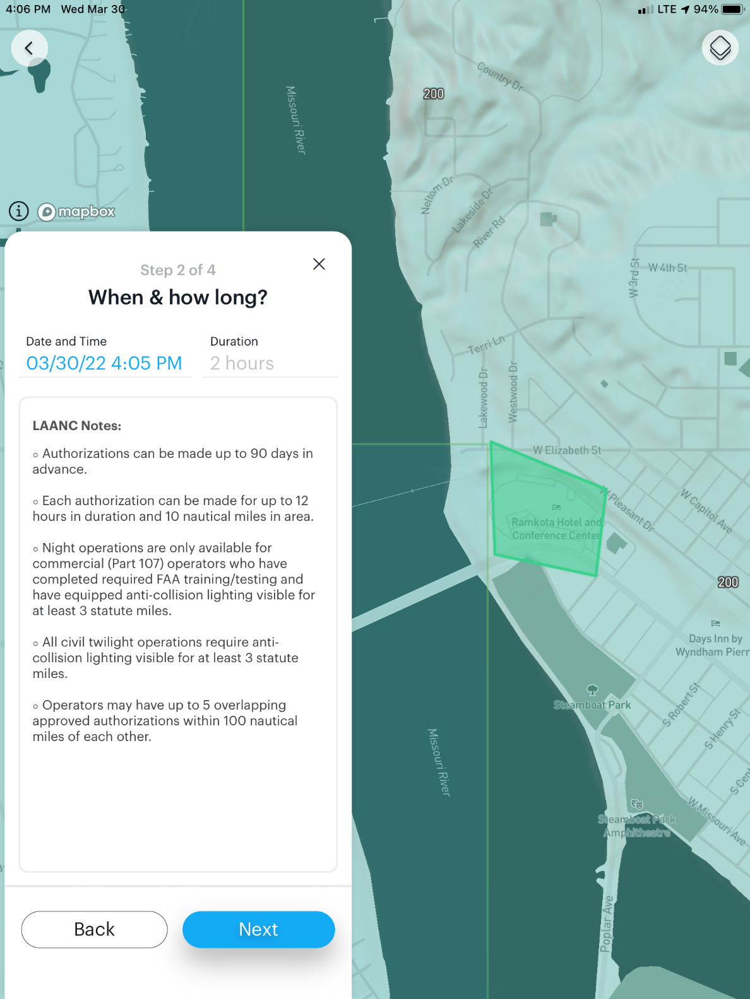 4:06 PM Wed Mar 30
LTE 94%
Missouri River
Country Dr
200
Neltom Dr
Lakeside Dr
River Rd
mapbox
W 3rd St
W 4th St
Step 2 of 4
When & how long?
Date and Time
Duration
03/30/22 4:05 PM
2 hours
LAANC Notes:
◦ Authorizations can be made up to 90 days in
advance.
◦ Each authorization can be made for up to 12
hours in duration and 10 nautical miles in area.
◦ Night operations are only available for
commercial (Part 107) operators who have
completed required FAA training/testing and
have equipped anti-collision lighting visible for
at least 3 statute miles.
◦ All civil twilight operations require anti-
collision lighting visible for at least 3 statute
miles.
◦ Operators may have up to 5 overlapping
approved authorizations within 100 nautical
miles of each other.
Back
Next
Terri Ln
Lakewood Dr
Westwood Dr
W Elizabeth St
W Pleasant Dr
W Capitol Ave
Ramkota Hotel and
Conference Center
200
Days Inn by
Wyndham Pierr
Steamboat Park
S Robert St
S Henry St
S Cent
Missouri River
W Missouri Ave
Steamboat Park
Amphitheatre
Poplar Ave